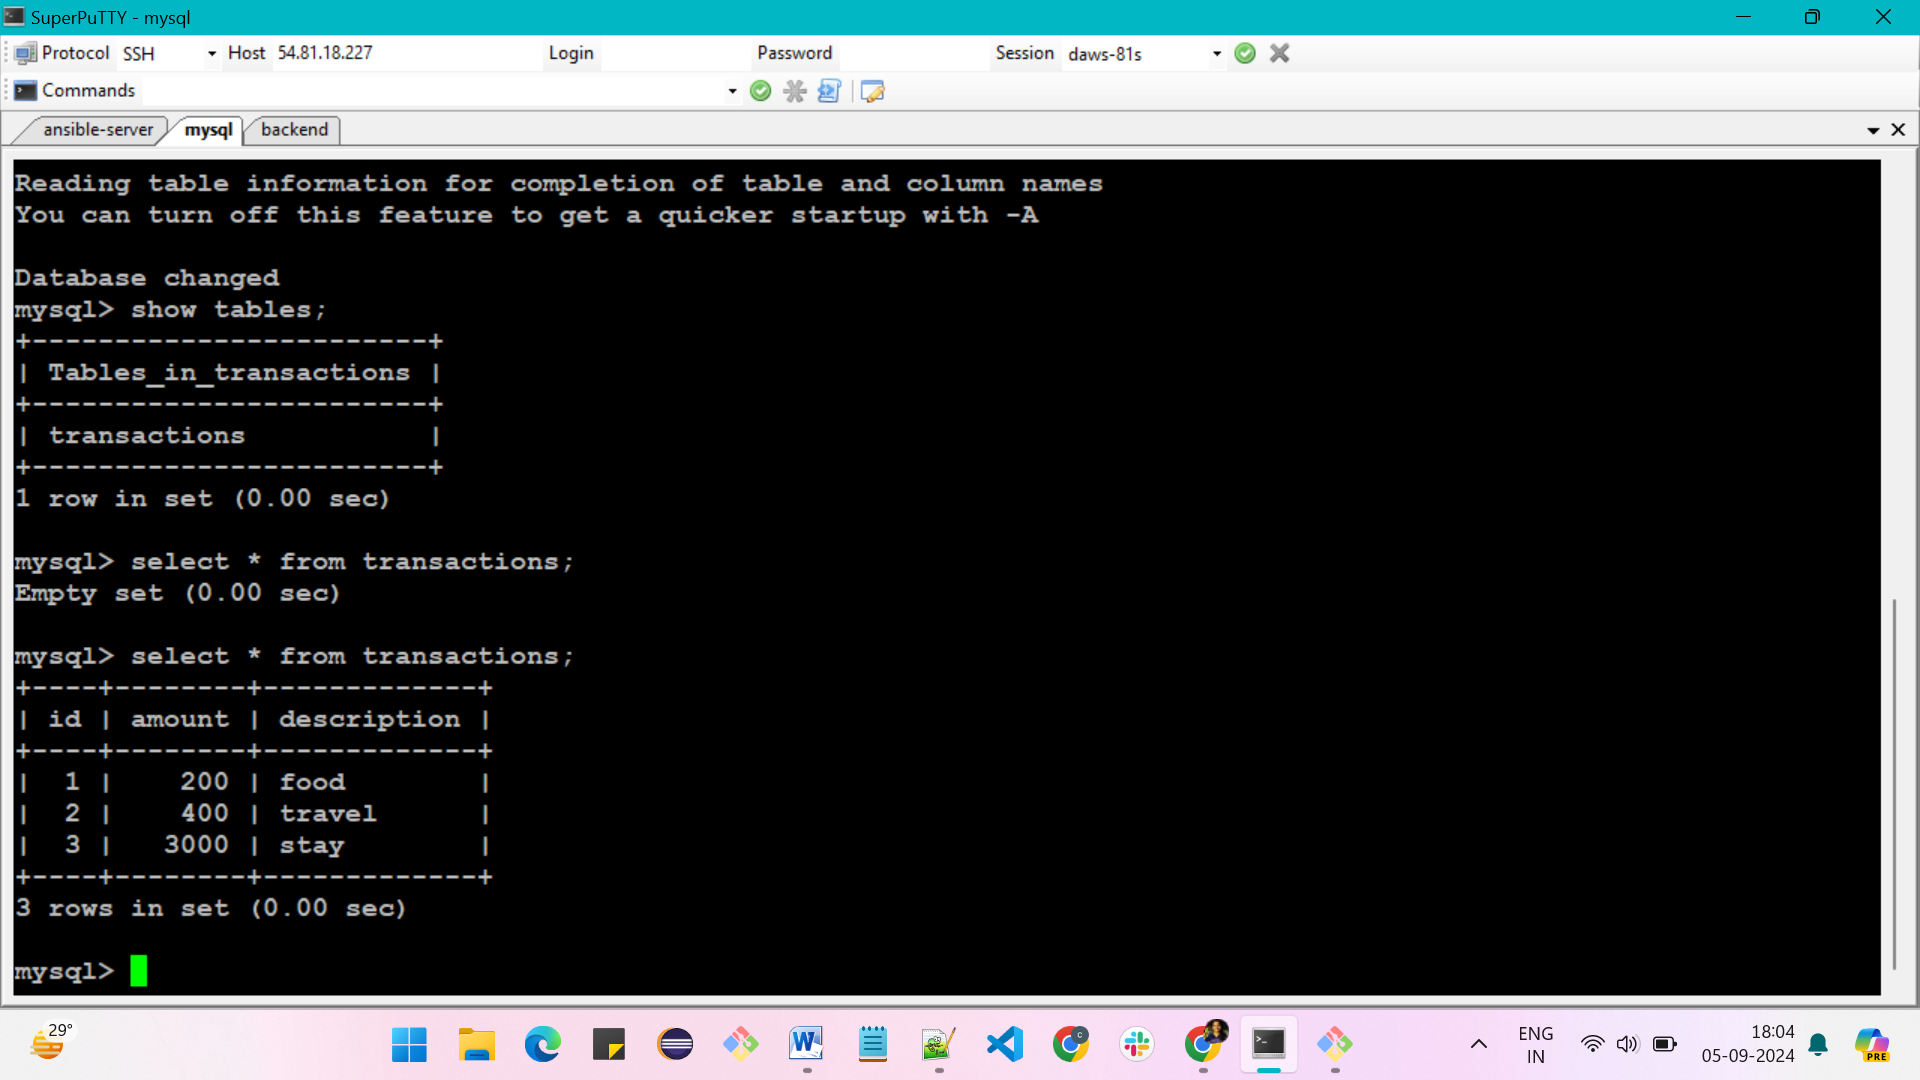 SuperPuTTY - mysql
Protocol SSH Host 54.81.18.227 Login Password Session daws-81s
Commands
ansible-server mysql backend
Reading table information for completion of table and column names
You can turn off this feature to get a quicker startup with -A
Database changed
mysql> show tables;
+------------------------+
| Tables_in_transactions |
+------------------------+
| transactions           |
+------------------------+
1 row in set (0.00 sec)
mysql> select * from transactions;
Empty set (0.00 sec)
mysql> select * from transactions;
+----+--------+-------------+
| id | amount | description |
+----+--------+-------------+
|  1 |    200 | food        |
|  2 |    400 | travel      |
|  3 |   3000 | stay        |
+----+--------+-------------+
3 rows in set (0.00 sec)
mysql>
29°
ENG
IN
18:04
05-09-2024
PRE